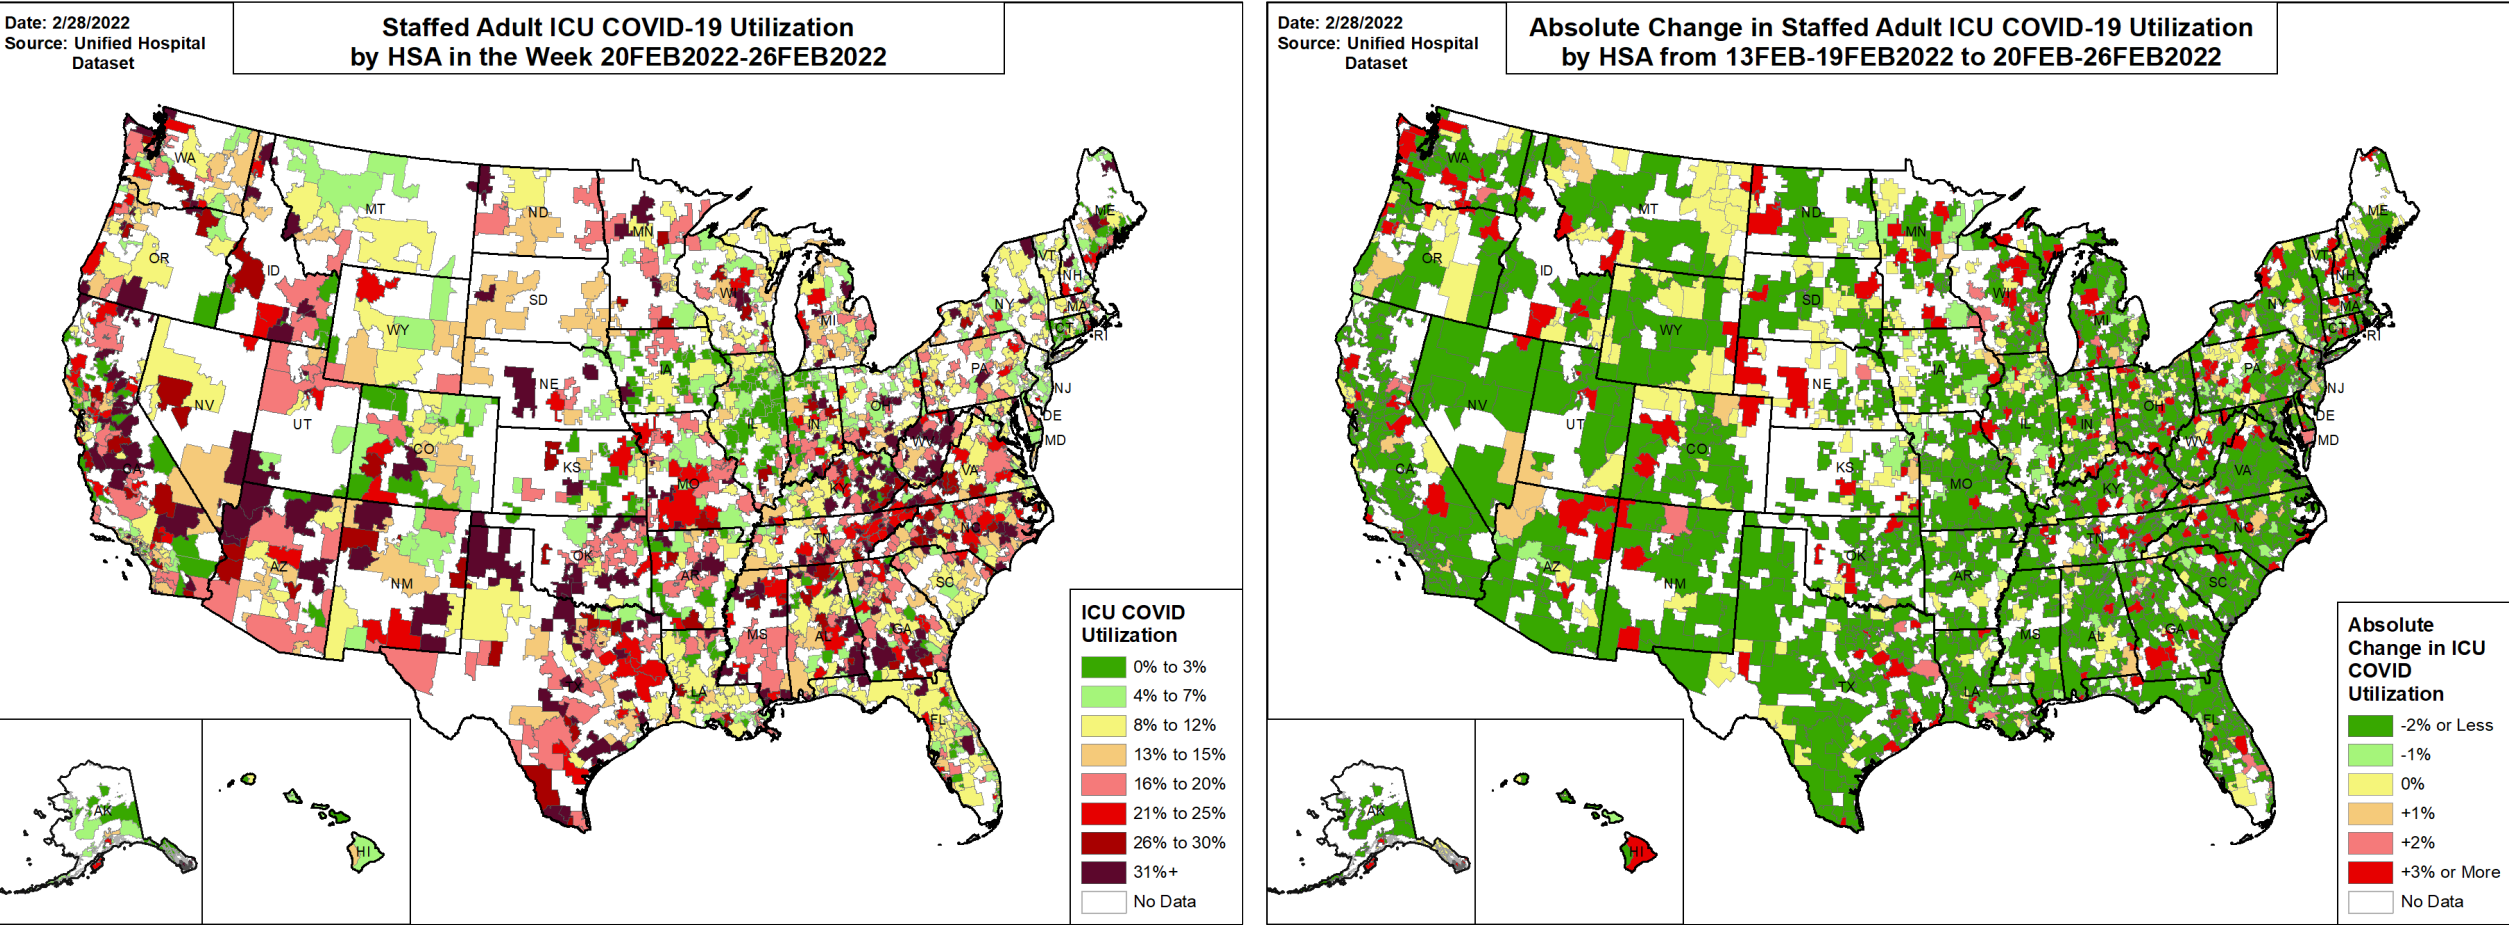 Date: 2/28/2022
Source: Unified Hospital
Dataset
Staffed Adult ICU COVID-19 Utilization
by HSA in the Week 20FEB2022-26FEB2022
WA
MT
ND
MN
ME
OR
ID
SD
WI
VT
NH
NY
MA
CT
RI
MI
WY
NE
IA
PA
NJ
NV
UT
CO
IL
IN
OH
DE
MD
WV
CA
KS
MO
KY
VA
AZ
NM
OK
AR
TN
NC
SC
MS
AL
GA
LA
FL
AK
HI
ICU COVID
Utilization
0% to 3%
4% to 7%
8% to 12%
13% to 15%
16% to 20%
21% to 25%
26% to 30%
31%+
No Data
Date: 2/28/2022
Source: Unified Hospital
Dataset
Absolute Change in Staffed Adult ICU COVID-19 Utilization
by HSA from 13FEB-19FEB2022 to 20FEB-26FEB2022
WA
MT
ND
MN
ME
OR
ID
SD
WI
VT
NH
NY
MA
CT
RI
MI
WY
NE
IA
PA
NJ
NV
UT
CO
IL
IN
OH
DE
MD
WV
CA
KS
MO
KY
VA
AZ
NM
OK
AR
TN
NC
SC
MS
AL
GA
TX
LA
FL
AK
HI
Absolute
Change in ICU
COVID
Utilization
-2% or Less
-1%
0%
+1%
+2%
+3% or More
No Data